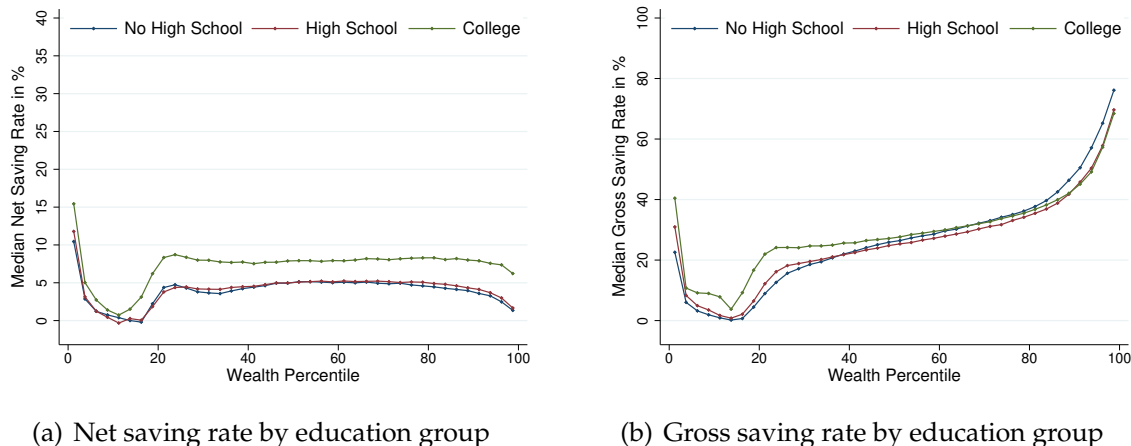 No High School High School College
Median Net Saving Rate in %
40
35
30
25
20
15
10
5
0
0 20 40 60 80 100
Wealth Percentile
(a) Net saving rate by education group
No High School High School College
Median Gross Saving Rate in %
100
80
60
40
20
0
0 20 40 60 80 100
Wealth Percentile
(b) Gross saving rate by education group